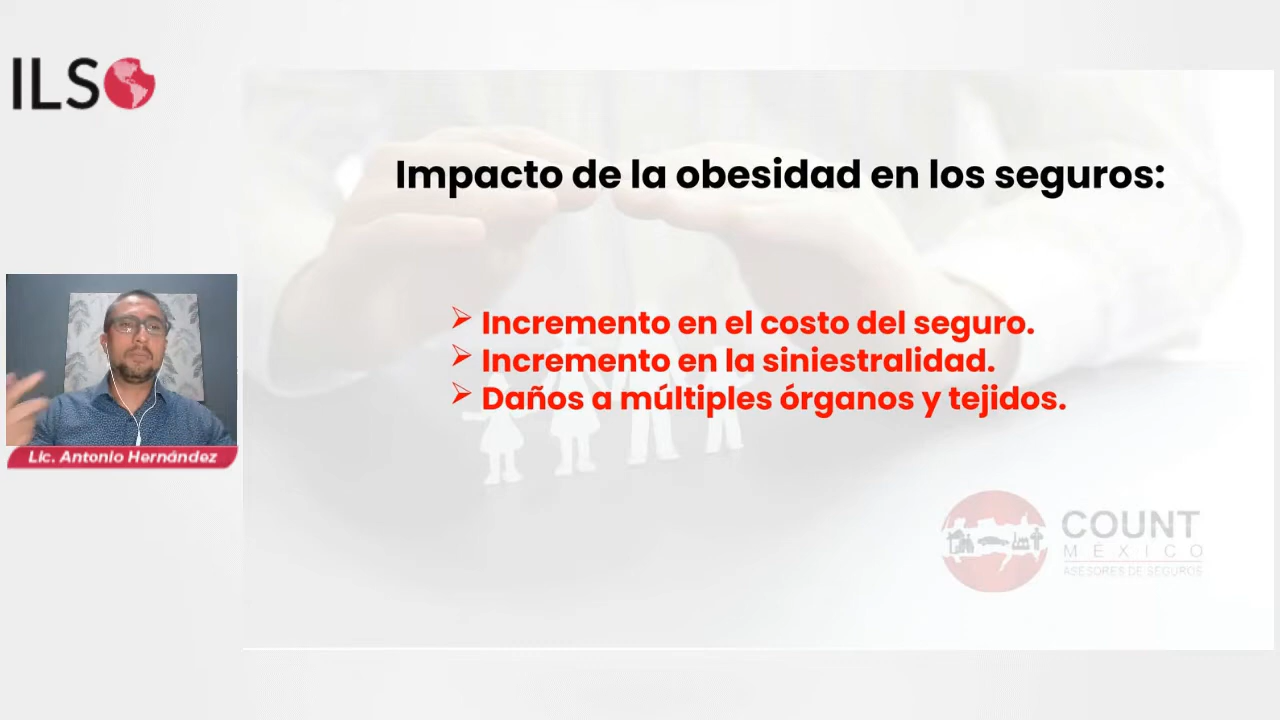 ILSO
Impacto de la obesidad en los seguros:
Incremento en el costo del seguro.
Incremento en la siniestralidad.
Daños a múltiples órganos y tejidos.
Lic. Antonio Hernández
COUNT
MÉXICO
ASESORES DE SEGUROS